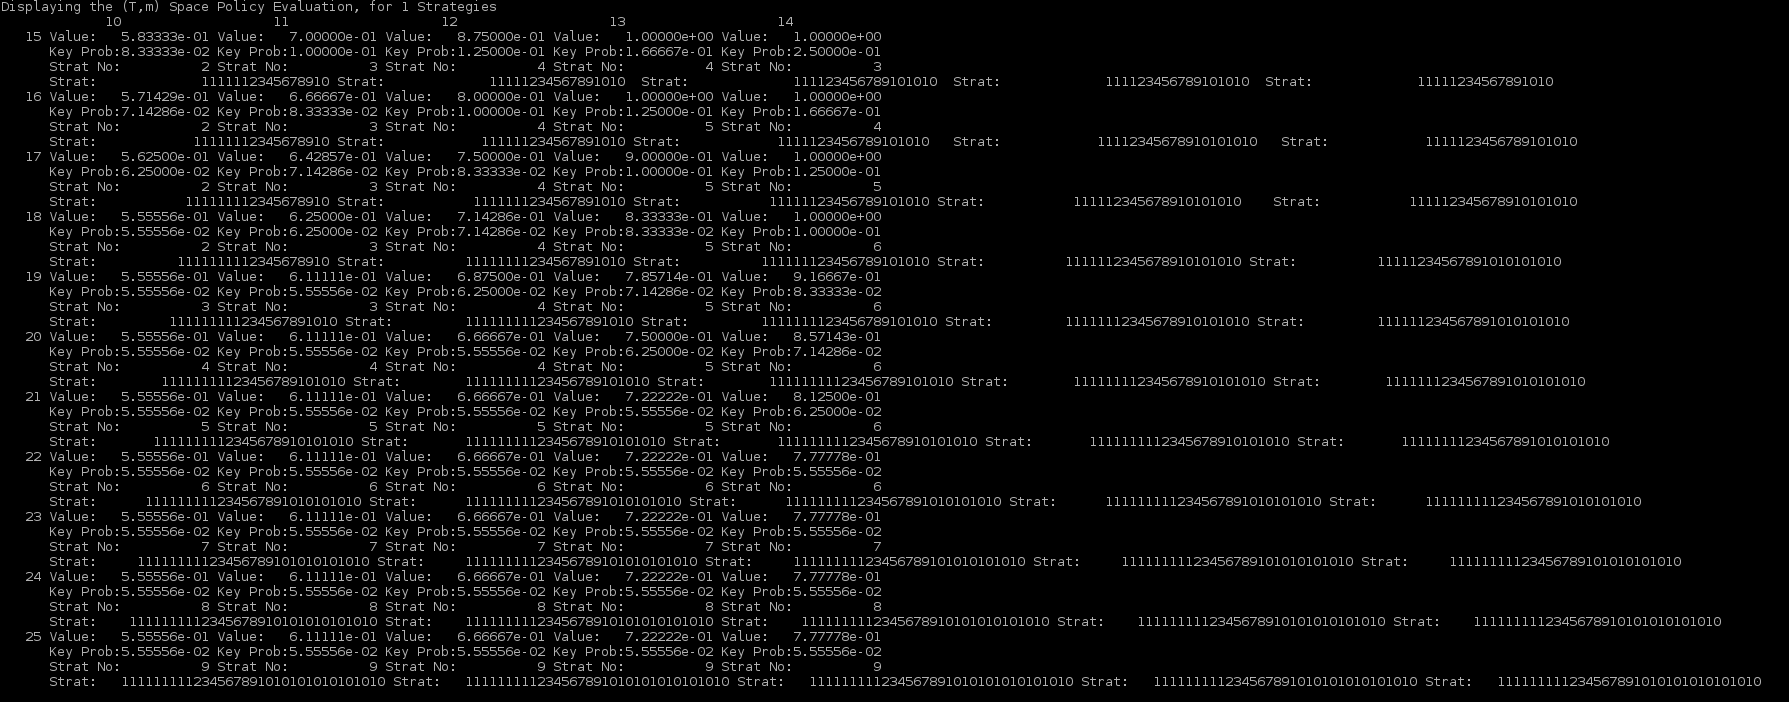 Displaying the (T,m) Space Policy Evaluation, for 1 Strategies
10 11 12 13 14
15 Value: 5.83333e-01 Value: 7.00000e-01 Value: 8.75000e-01 Value: 1.00000e+00 Value: 1.00000e+00
Key Prob:8.33333e-02 Key Prob:1.00000e-01 Key Prob:1.25000e-01 Key Prob:1.66667e-01 Key Prob:2.50000e-01
Strat No: 2 Strat No: 3 Strat No: 4 Strat No: 4 Strat No: 3
Strat: 1111112345678910 Strat: 11111234567891010 Strat: 111123456789101010 Strat: 111123456789101010 Strat: 11111234567891010
16 Value: 5.71429e-01 Value: 6.66667e-01 Value: 8.00000e-01 Value: 1.00000e+00 Value: 1.00000e+00
Key Prob:7.14286e-02 Key Prob:8.33333e-02 Key Prob:1.00000e-01 Key Prob:1.25000e-01 Key Prob:1.66667e-01
Strat No: 2 Strat No: 3 Strat No: 4 Strat No: 5 Strat No: 4
Strat: 11111112345678910 Strat: 111111234567891010 Strat: 1111123456789101010 Strat: 11112345678910101010 Strat: 1111123456789101010
17 Value: 5.62500e-01 Value: 6.42857e-01 Value: 7.50000e-01 Value: 9.00000e-01 Value: 1.00000e+00
Key Prob:6.25000e-02 Key Prob:7.14286e-02 Key Prob:8.33333e-02 Key Prob:1.00000e-01 Key Prob:1.25000e-01
Strat No: 2 Strat No: 3 Strat No: 4 Strat No: 5 Strat No: 5
Strat: 111111112345678910 Strat: 1111111234567891010 Strat: 11111123456789101010 Strat: 111112345678910101010 Strat: 111112345678910101010
18 Value: 5.55556e-01 Value: 6.25000e-01 Value: 7.14286e-01 Value: 8.33333e-01 Value: 1.00000e+00
Key Prob:5.55556e-02 Key Prob:6.25000e-02 Key Prob:7.14286e-02 Key Prob:8.33333e-02 Key Prob:1.00000e-01
Strat No: 2 Strat No: 3 Strat No: 4 Strat No: 5 Strat No: 6
Strat: 1111111112345678910 Strat: 11111111234567891010 Strat: 111111123456789101010 Strat: 1111112345678910101010 Strat: 11111234567891010101010
19 Value: 5.55556e-01 Value: 6.11111e-01 Value: 6.87500e-01 Value: 7.85714e-01 Value: 9.16667e-01
Key Prob:5.55556e-02 Key Prob:5.55556e-02 Key Prob:6.25000e-02 Key Prob:7.14286e-02 Key Prob:8.33333e-02
Strat No: 3 Strat No: 3 Strat No: 4 Strat No: 5 Strat No: 6
Strat: 111111111234567891010 Strat: 111111111234567891010 Strat: 1111111123456789101010 Strat: 11111112345678910101010 Strat: 111111234567891010101010
20 Value: 5.55556e-01 Value: 6.11111e-01 Value: 6.66667e-01 Value: 7.50000e-01 Value: 8.57143e-01
Key Prob:5.55556e-02 Key Prob:5.55556e-02 Key Prob:5.55556e-02 Key Prob:6.25000e-02 Key Prob:7.14286e-02
Strat No: 4 Strat No: 4 Strat No: 4 Strat No: 5 Strat No: 6
Strat: 11111111123456789101010 Strat: 11111111123456789101010 Strat: 11111111123456789101010 Strat: 111111112345678910101010 Strat: 1111111234567891010101010
21 Value: 5.55556e-01 Value: 6.11111e-01 Value: 6.66667e-01 Value: 7.22222e-01 Value: 8.12500e-01
Key Prob:5.55556e-02 Key Prob:5.55556e-02 Key Prob:5.55556e-02 Key Prob:5.55556e-02 Key Prob:6.25000e-02
Strat No: 5 Strat No: 5 Strat No: 5 Strat No: 5 Strat No: 6
Strat: 1111111112345678910101010 Strat: 1111111112345678910101010 Strat: 1111111112345678910101010 Strat: 1111111112345678910101010 Strat: 11111111234567891010101010
22 Value: 5.55556e-01 Value: 6.11111e-01 Value: 6.66667e-01 Value: 7.22222e-01 Value: 7.77778e-01
Key Prob:5.55556e-02 Key Prob:5.55556e-02 Key Prob:5.55556e-02 Key Prob:5.55556e-02 Key Prob:5.55556e-02
Strat No: 6 Strat No: 6 Strat No: 6 Strat No: 6 Strat No: 6
Strat: 111111111234567891010101010 Strat: 111111111234567891010101010 Strat: 111111111234567891010101010 Strat: 111111111234567891010101010 Strat: 111111111234567891010101010
23 Value: 5.55556e-01 Value: 6.11111e-01 Value: 6.66667e-01 Value: 7.22222e-01 Value: 7.77778e-01
Key Prob:5.55556e-02 Key Prob:5.55556e-02 Key Prob:5.55556e-02 Key Prob:5.55556e-02 Key Prob:5.55556e-02
Strat No: 7 Strat No: 7 Strat No: 7 Strat No: 7 Strat No: 7
Strat: 11111111123456789101010101010 Strat: 11111111123456789101010101010 Strat: 11111111123456789101010101010 Strat: 11111111123456789101010101010 Strat: 11111111123456789101010101010
24 Value: 5.55556e-01 Value: 6.11111e-01 Value: 6.66667e-01 Value: 7.22222e-01 Value: 7.77778e-01
Key Prob:5.55556e-02 Key Prob:5.55556e-02 Key Prob:5.55556e-02 Key Prob:5.55556e-02 Key Prob:5.55556e-02
Strat No: 8 Strat No: 8 Strat No: 8 Strat No: 8 Strat No: 8
Strat: 1111111112345678910101010101010 Strat: 1111111112345678910101010101010 Strat: 1111111112345678910101010101010 Strat: 1111111112345678910101010101010 Strat: 1111111112345678910101010101010
25 Value: 5.55556e-01 Value: 6.11111e-01 Value: 6.66667e-01 Value: 7.22222e-01 Value: 7.77778e-01
Key Prob:5.55556e-02 Key Prob:5.55556e-02 Key Prob:5.55556e-02 Key Prob:5.55556e-02 Key Prob:5.55556e-02
Strat No: 9 Strat No: 9 Strat No: 9 Strat No: 9 Strat No: 9
Strat: 111111111234567891010101010101010 Strat: 111111111234567891010101010101010 Strat: 111111111234567891010101010101010 Strat: 111111111234567891010101010101010 Strat: 111111111234567891010101010101010